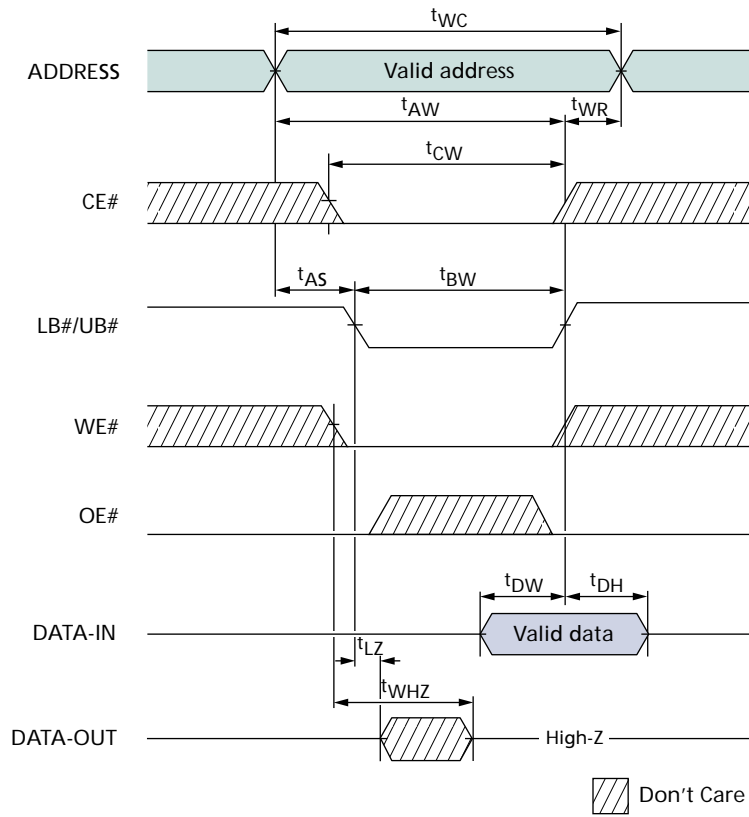 tWC
ADDRESS
Valid address
tAW
tWR
tCW
CE#
tAS
tBW
LB#/UB#
WE#
OE#
tDW
tDH
DATA-IN
Valid data
tLZ
tWHZ
DATA-OUT
High-Z
Don't Care